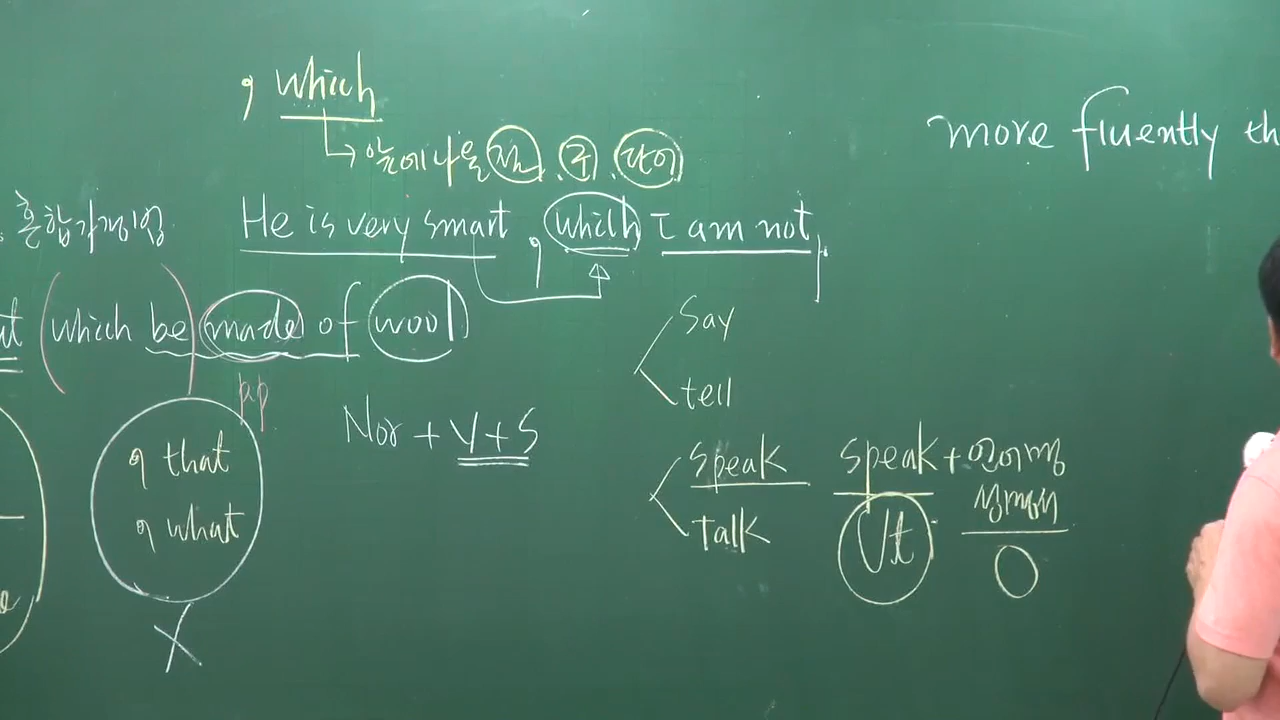 , which
앞에 나온 절, 구, 단어
혼합가정법 He is very smart, which I am not.
(which be) made of wool
pp
, that
, what
X
Nor + V + S
say
tell
speak
talk
speak + 언어명
Vt
O
more fluently th